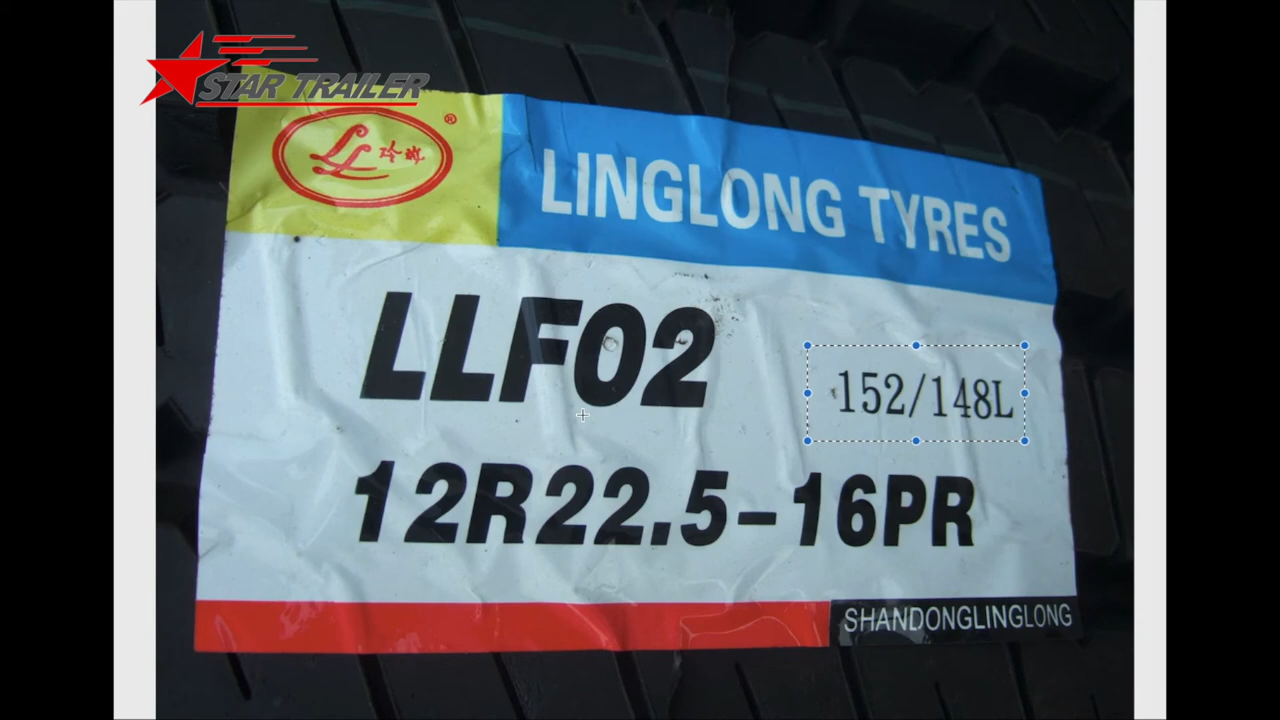 STAR TRAILER
®
LINGLONG TYRES
LLF02
152/148L
12R22.5-16PR
SHANDONGLINGLONG